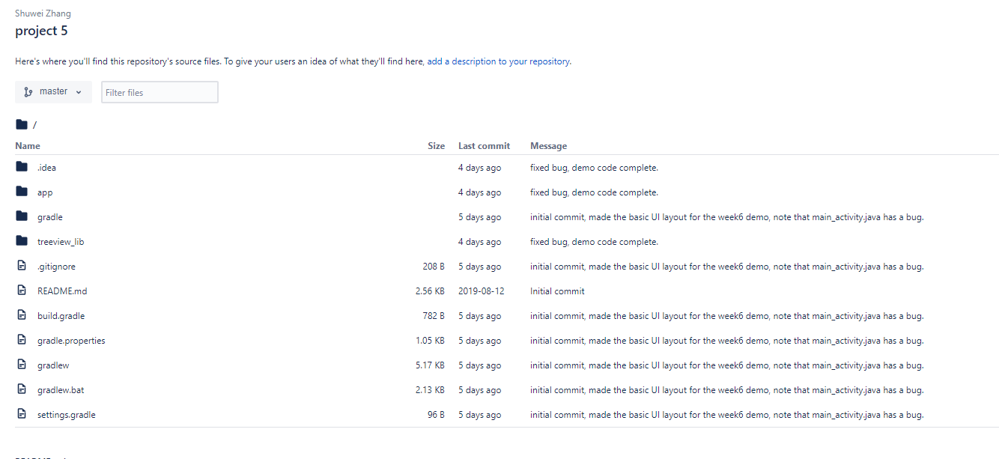 Shuwei Zhang
project 5
Here's where you'll find this repository's source files. To give your users an idea of what they'll find here, add a description to your repository.
master Filter files
/
Name Size Last commit Message
.idea 4 days ago fixed bug, demo code complete.
app 4 days ago fixed bug, demo code complete.
gradle 5 days ago initial commit, made the basic UI layout for the week6 demo, note that main_activity.java has a bug.
treeview_lib 4 days ago fixed bug, demo code complete.
.gitignore 208 B 5 days ago initial commit, made the basic UI layout for the week6 demo, note that main_activity.java has a bug.
README.md 2.56 KB 2019-08-12 Initial commit
build.gradle 782 B 5 days ago initial commit, made the basic UI layout for the week6 demo, note that main_activity.java has a bug.
gradle.properties 1.05 KB 5 days ago initial commit, made the basic UI layout for the week6 demo, note that main_activity.java has a bug.
gradlew 5.17 KB 5 days ago initial commit, made the basic UI layout for the week6 demo, note that main_activity.java has a bug.
gradlew.bat 2.13 KB 5 days ago initial commit, made the basic UI layout for the week6 demo, note that main_activity.java has a bug.
settings.gradle 96 B 5 days ago initial commit, made the basic UI layout for the week6 demo, note that main_activity.java has a bug.